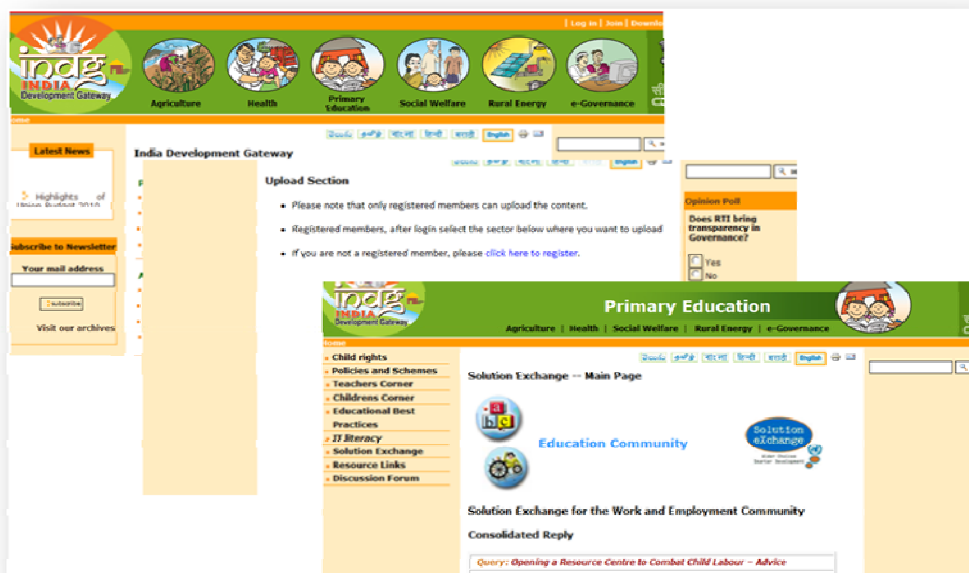 | Log in | Join |
indg
INDIA
Development Gateway
Agriculture
Health
Primary
Education
Social Welfare
Rural Energy
e-Governance
Home
বাংলা हिन्दी मराठी English
Latest News
Highlights of
Union Budget 2010
India Development Gateway
Subscribe to Newsletter
Your mail address
Subscribe
Visit our archives
Upload Section
• Please note that only registered members can upload the content.
• Registered members, after login select the sector below where you want to upload
• If you are not a registered member, please click here to register.
Opinion Poll
Does RTI bring
transparency in
Governance?
Yes
No
indg
INDIA
Development Gateway
Primary Education
Agriculture | Health | Social Welfare | Rural Energy | e-Governance
Home
বাংলা हिन्दी मराठी English
Child rights
Policies and Schemes
Teachers Corner
Childrens Corner
Educational Best
Practices
IT literacy
Solution Exchange
Resource Links
Discussion Forum
Solution Exchange -- Main Page
a
b c
Education Community
Solution
eXchange
Solution Exchange for the Work and Employment Community
Consolidated Reply
Query: Opening a Resource Centre to Combat Child Labour – Advice